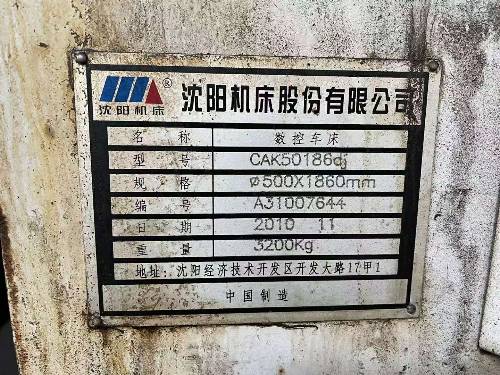 沈阳机床® 沈阳机床股份有限公司
名称 数控车床
型号 CAK50186dj
规格 ø500X1860mm
编号 A31007644
日期 2010 11
重量 3200Kg
地址: 沈阳经济技术开发区开发大路17甲1
中国制造